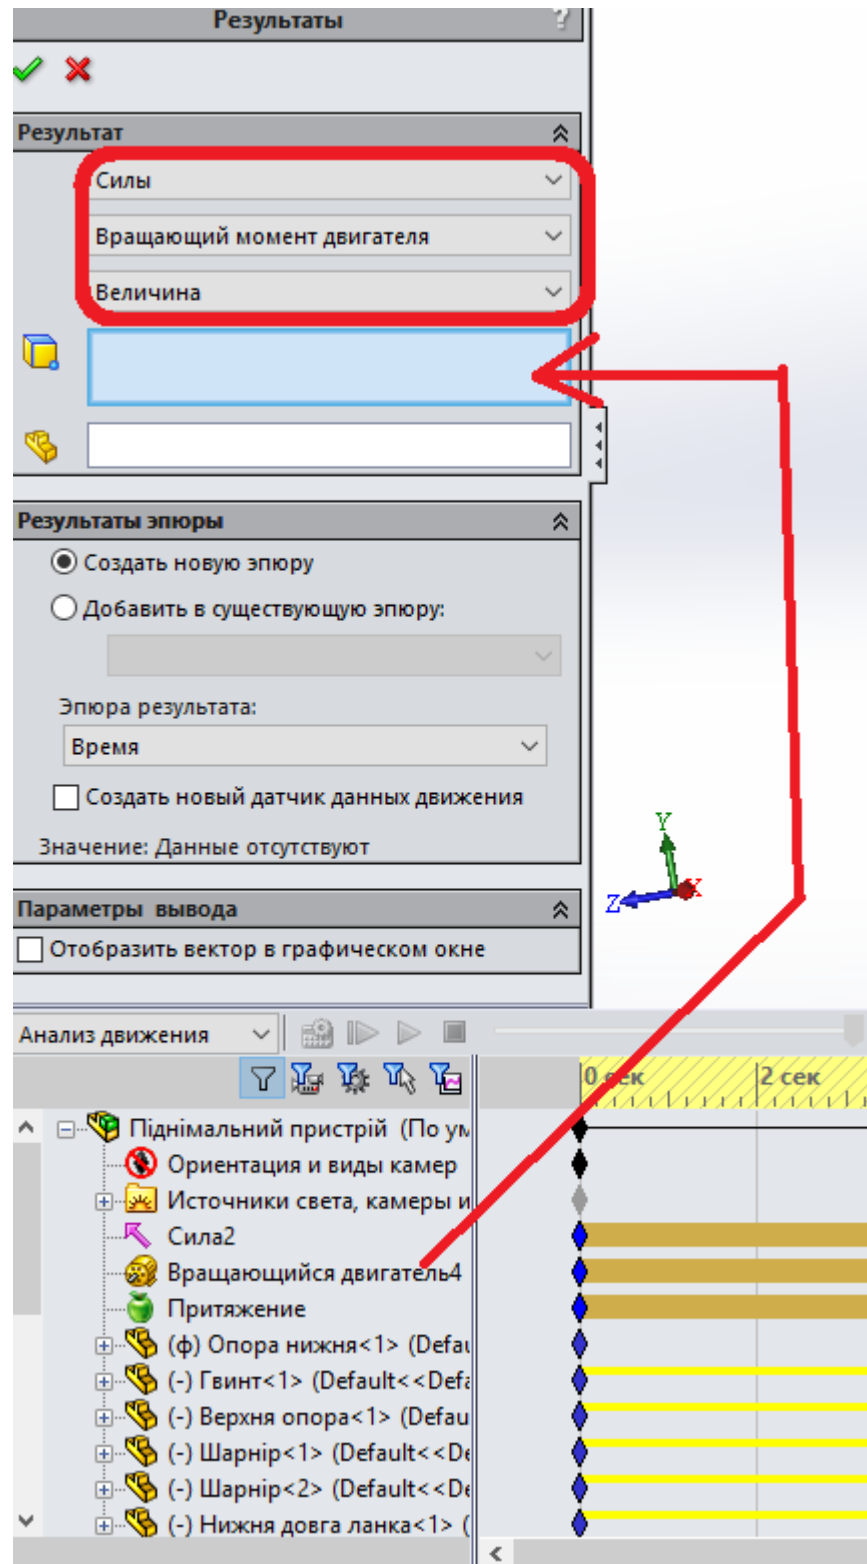 Результаты ?
Результат
Силы
Вращающий момент двигателя
Величина
Результаты эпюры
Создать новую эпюру
Добавить в существующую эпюру:
Эпюра результата:
Время
Создать новый датчик данных движения
Значение: Данные отсутствуют
Параметры вывода
Отобразить вектор в графическом окне
Y
X
Z
Анализ движения
0 сек 2 сек
Піднімальний пристрій (По ум
Ориентация и виды камер
Источники света, камеры и
Сила2
Вращающийся двигатель4
Притяжение
(ф) Опора нижня<1> (Defau
(-) Гвинт<1> (Default<<Defa
(-) Верхня опора<1> (Defau
(-) Шарнір<1> (Default<<De
(-) Шарнір<2> (Default<<De
(-) Нижня довга ланка<1> (